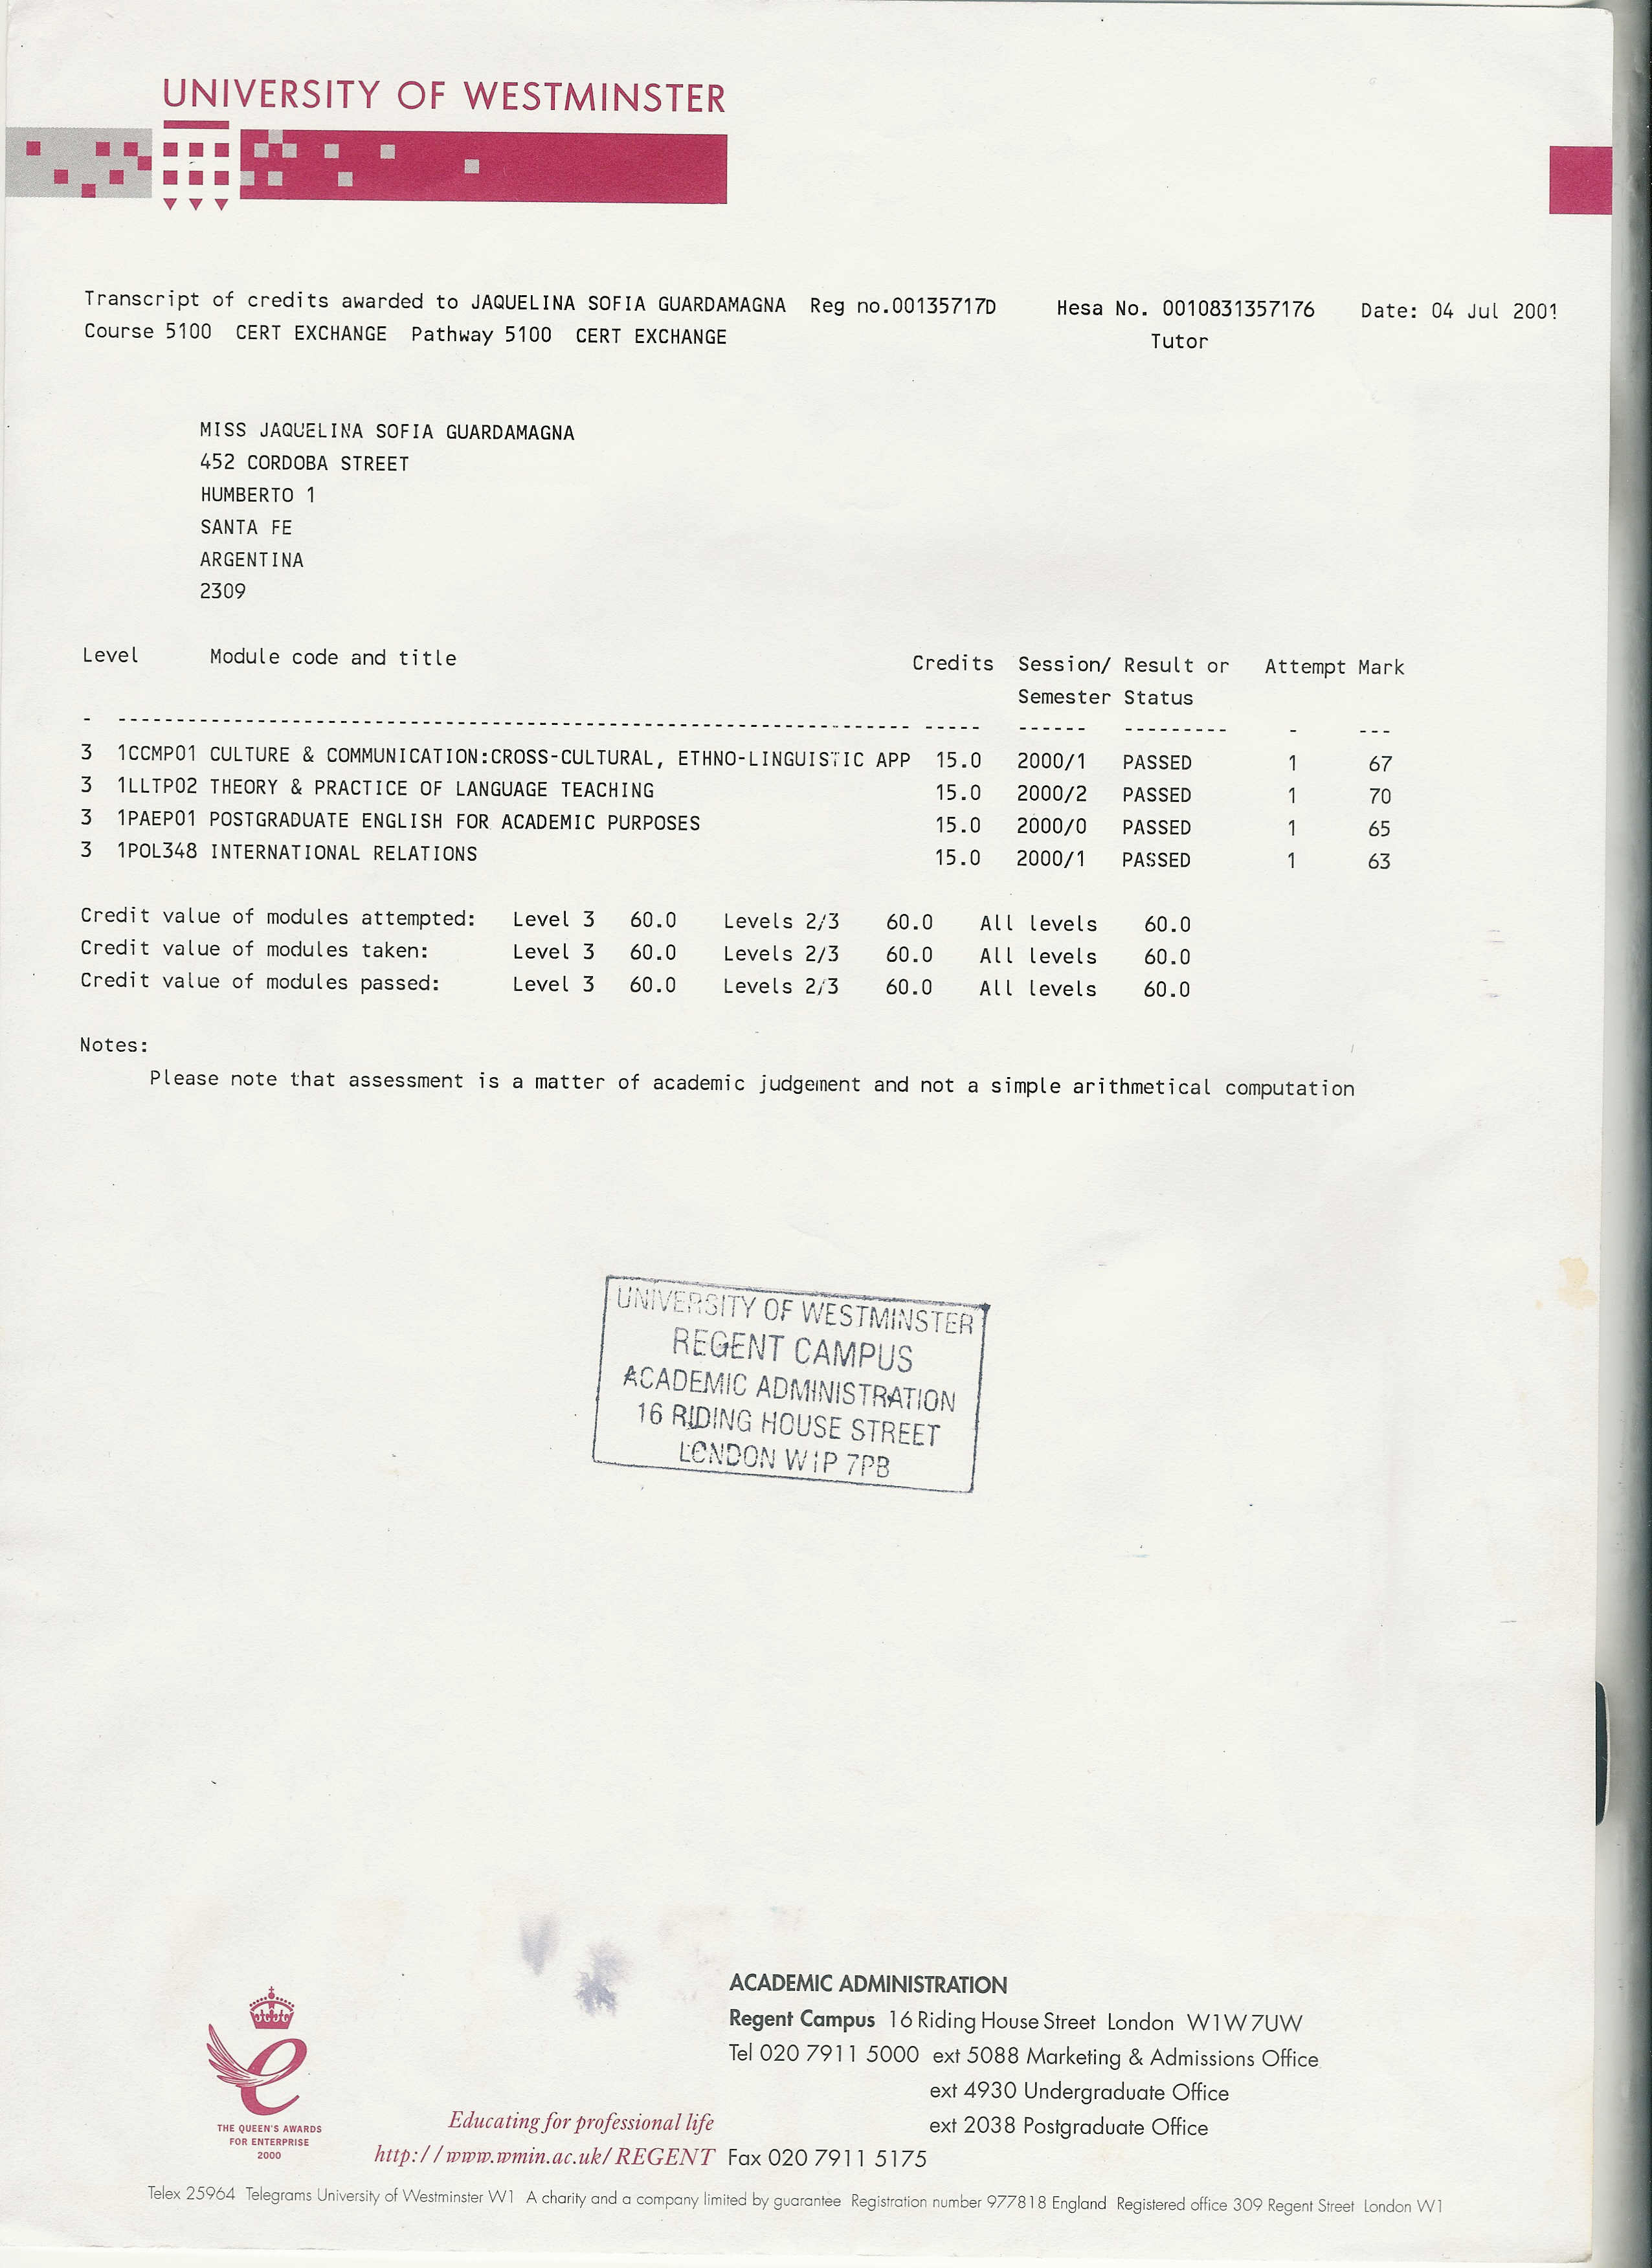 UNIVERSITY OF WESTMINSTER
Transcript of credits awarded to JAQUELINA SOFIA GUARDAMAGNA Reg no.00135717D Hesa No. 0010831357176 Date: 04 Jul 2001
Course 5100 CERT EXCHANGE Pathway 5100 CERT EXCHANGE Tutor
MISS JAQUELINA SOFIA GUARDAMAGNA
452 CORDOBA STREET
HUMBERTO 1
SANTA FE
ARGENTINA
2309
Level Module code and title Credits Session/ Result or Attempt Mark
Semester Status
- -------------------------------------------------------------------- ----- ------ --------- - ---
3 1CCMP01 CULTURE & COMMUNICATION:CROSS-CULTURAL, ETHNO-LINGUISTIC APP 15.0 2000/1 PASSED 1 67
3 1LLTP02 THEORY & PRACTICE OF LANGUAGE TEACHING 15.0 2000/2 PASSED 1 70
3 1PAEP01 POSTGRADUATE ENGLISH FOR ACADEMIC PURPOSES 15.0 2000/0 PASSED 1 65
3 1POL348 INTERNATIONAL RELATIONS 15.0 2000/1 PASSED 1 63
Credit value of modules attempted: Level 3 60.0 Levels 2/3 60.0 All levels 60.0
Credit value of modules taken: Level 3 60.0 Levels 2/3 60.0 All levels 60.0
Credit value of modules passed: Level 3 60.0 Levels 2/3 60.0 All levels 60.0
Notes:
Please note that assessment is a matter of academic judgement and not a simple arithmetical computation
UNIVERSITY OF WESTMINSTER
REGENT CAMPUS
ACADEMIC ADMINISTRATION
16 RIDING HOUSE STREET
LONDON W1P 7PB
ACADEMIC ADMINISTRATION
Regent Campus 16 Riding House Street London W1W 7UW
Tel 020 7911 5000 ext 5088 Marketing & Admissions Office
ext 4930 Undergraduate Office
ext 2038 Postgraduate Office
Fax 020 7911 5175
Educating for professional life
http://www.wmin.ac.uk/REGENT
THE QUEEN'S AWARDS
FOR ENTERPRISE
2000
Telex 25964 Telegrams University of Westminster W1 A charity and a company limited by guarantee Registration number 977818 England Registered office 309 Regent Street London W1